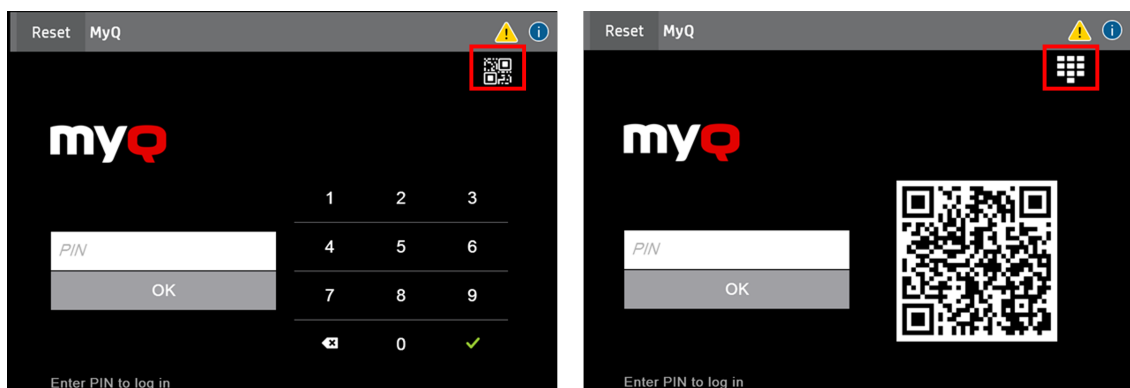 Reset MyQ
myQ
1 2 3
PIN
4 5 6
OK
7 8 9
0
Enter PIN to log in
Reset MyQ
myQ
PIN
OK
Enter PIN to log in